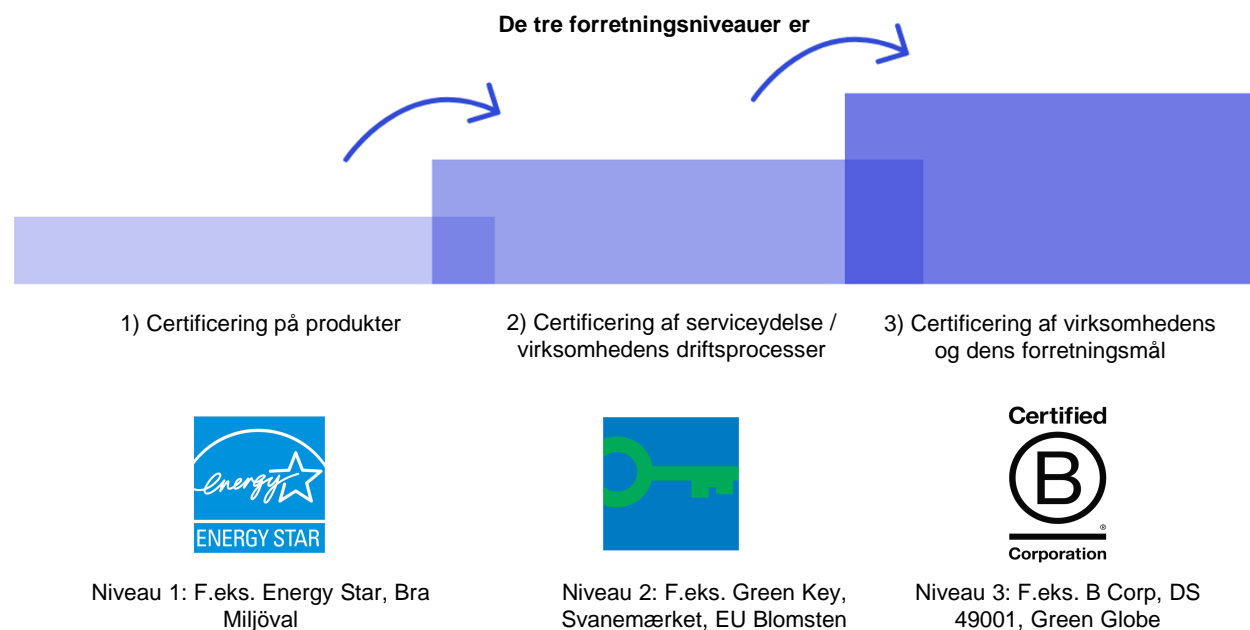 De tre forretningsniveauer er
1) Certificering på produkter
2) Certificering af serviceydelse /
virksomhedens driftsprocesser
3) Certificering af virksomhedens
og dens forretningsmål
energy
ENERGY STAR
Certified
B
®
Corporation
Niveau 1: F.eks. Energy Star, Bra
Miljöval
Niveau 2: F.eks. Green Key,
Svanemærket, EU Blomsten
Niveau 3: F.eks. B Corp, DS
49001, Green Globe